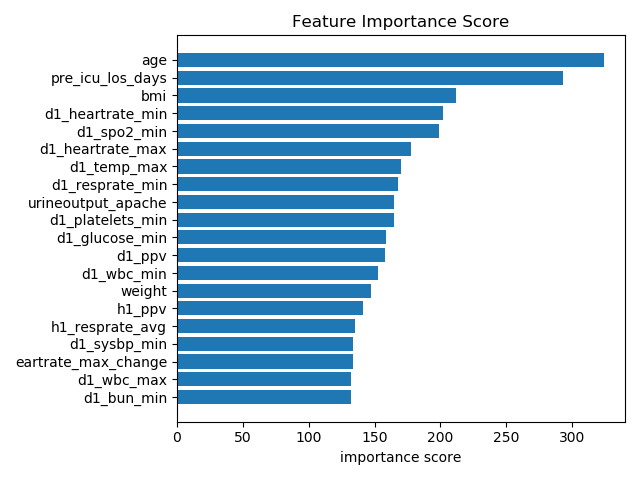 Feature Importance Score
age
pre_icu_los_days
bmi
d1_heartrate_min
d1_spo2_min
d1_heartrate_max
d1_temp_max
d1_resprate_min
urineoutput_apache
d1_platelets_min
d1_glucose_min
d1_ppv
d1_wbc_min
weight
h1_ppv
h1_resprate_avg
d1_sysbp_min
eartrate_max_change
d1_wbc_max
d1_bun_min
0 50 100 150 200 250 300
importance score